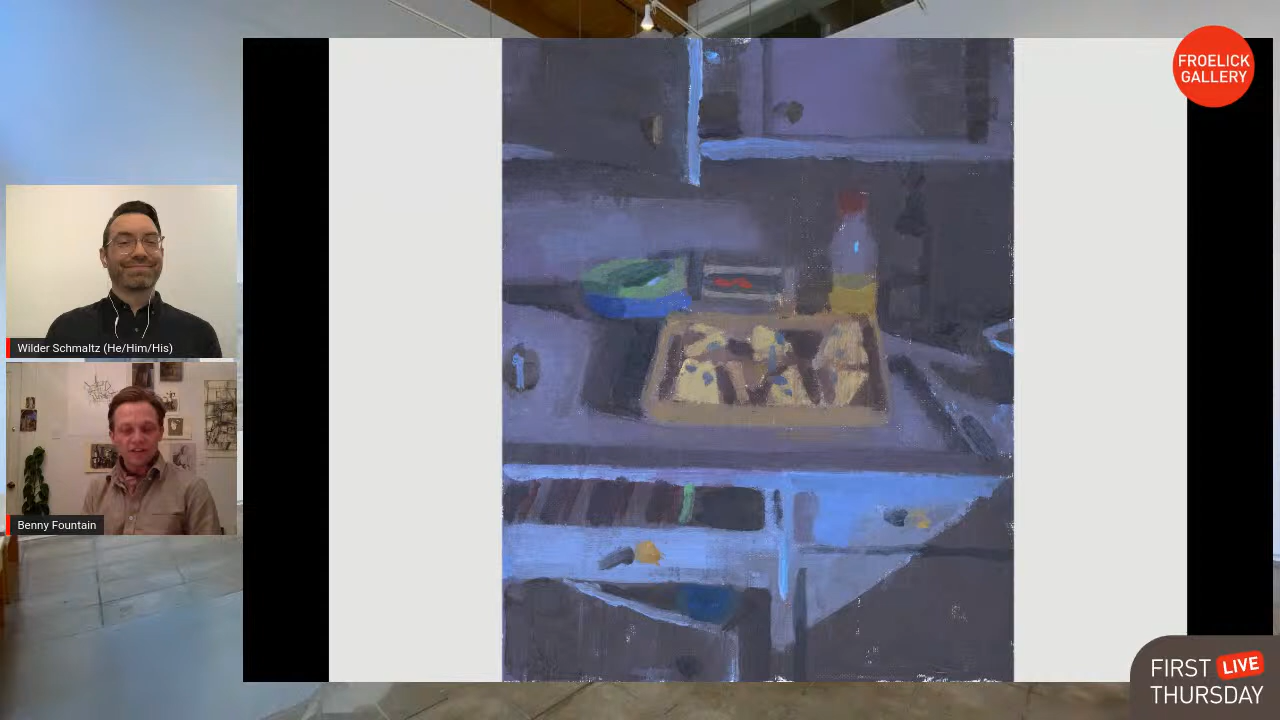 FROELICK
GALLERY
Wilder Schmaltz (He/Him/His)
Benny Fountain
FIRST LIVE
THURSDAY